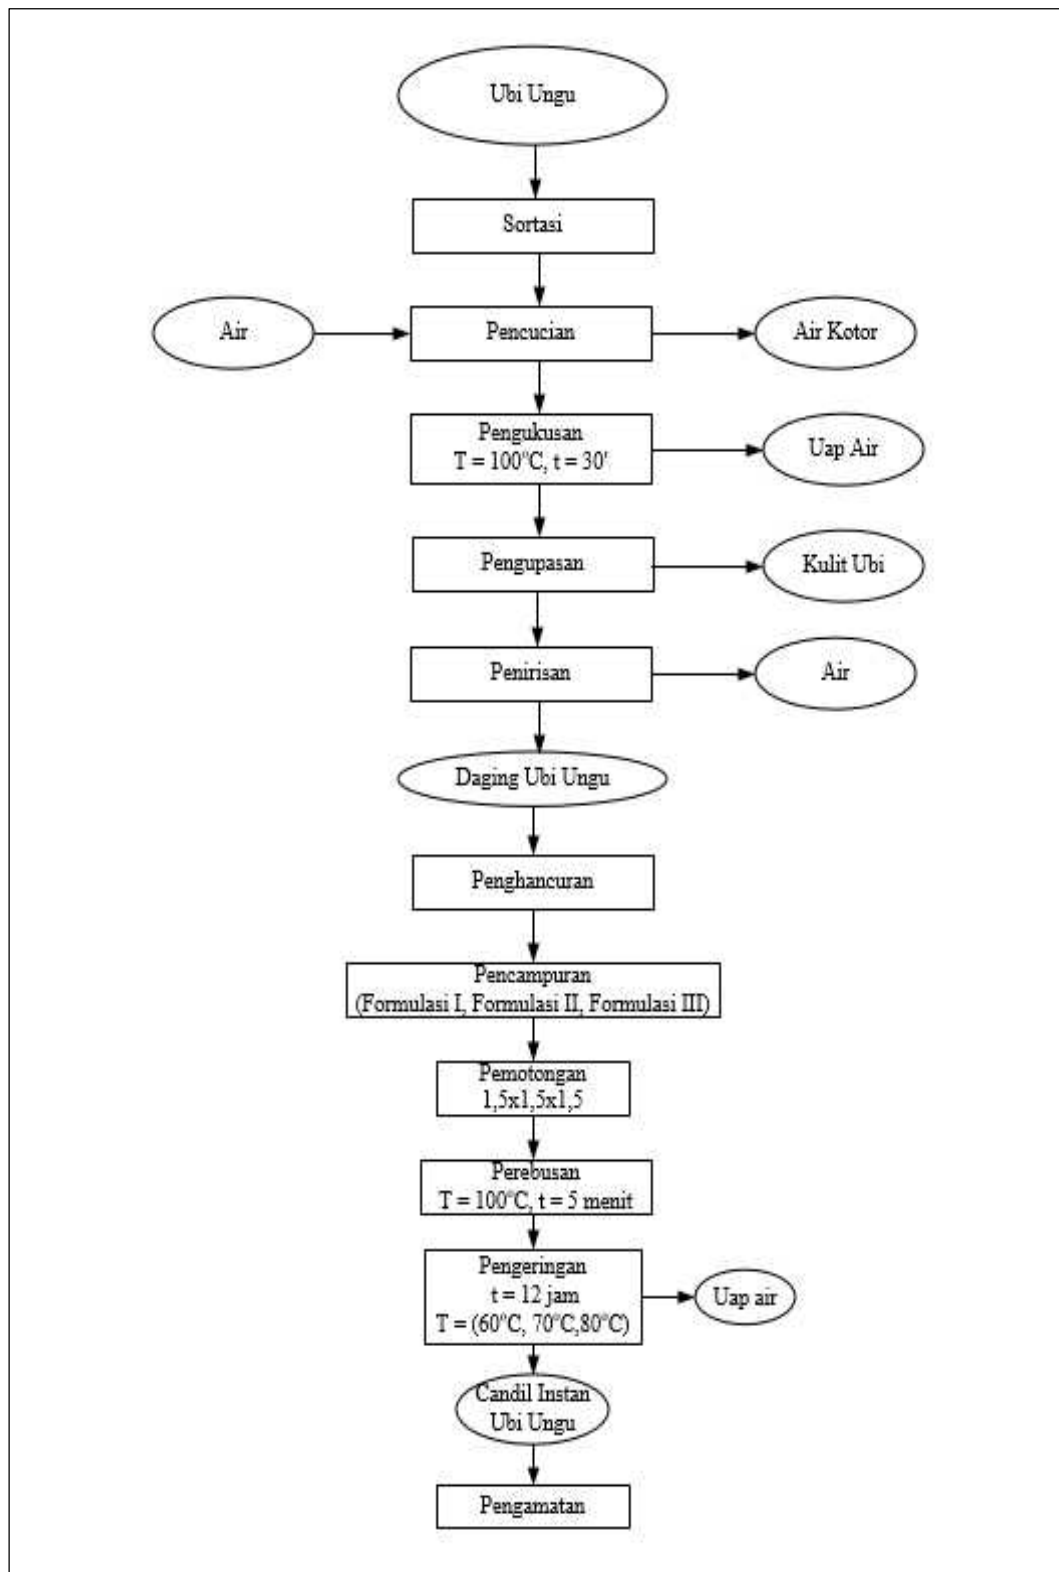 Ubi Ungu
Sortasi
Air
Pencucian
Air Kotor
Pengukusan
T = 100°C, t = 30'
Uap Air
Pengupasan
Kulit Ubi
Penirisan
Air
Daging Ubi Ungu
Penghancuran
Pencampuran
(Formulasi I, Formulasi II, Formulasi III)
Pemotongan
1,5x1,5x1,5
Perebusan
T = 100°C, t = 5 menit
Pengeringan
t = 12 jam
T = (60°C, 70°C,80°C)
Uap air
Candil Instan
Ubi Ungu
Pengamatan